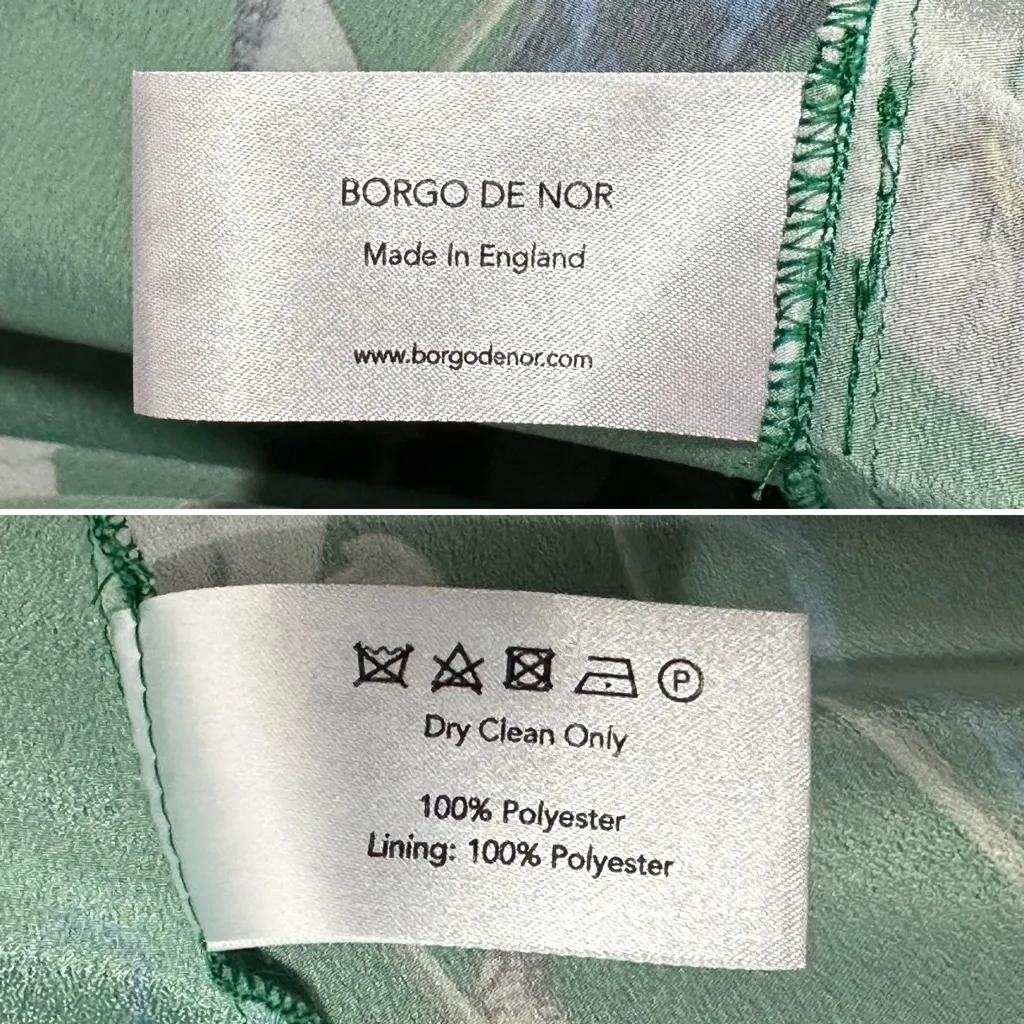 BORGO DE NOR
Made In England
www.borgodenor.com
P
Dry Clean Only
100% Polyester
Lining: 100% Polyester